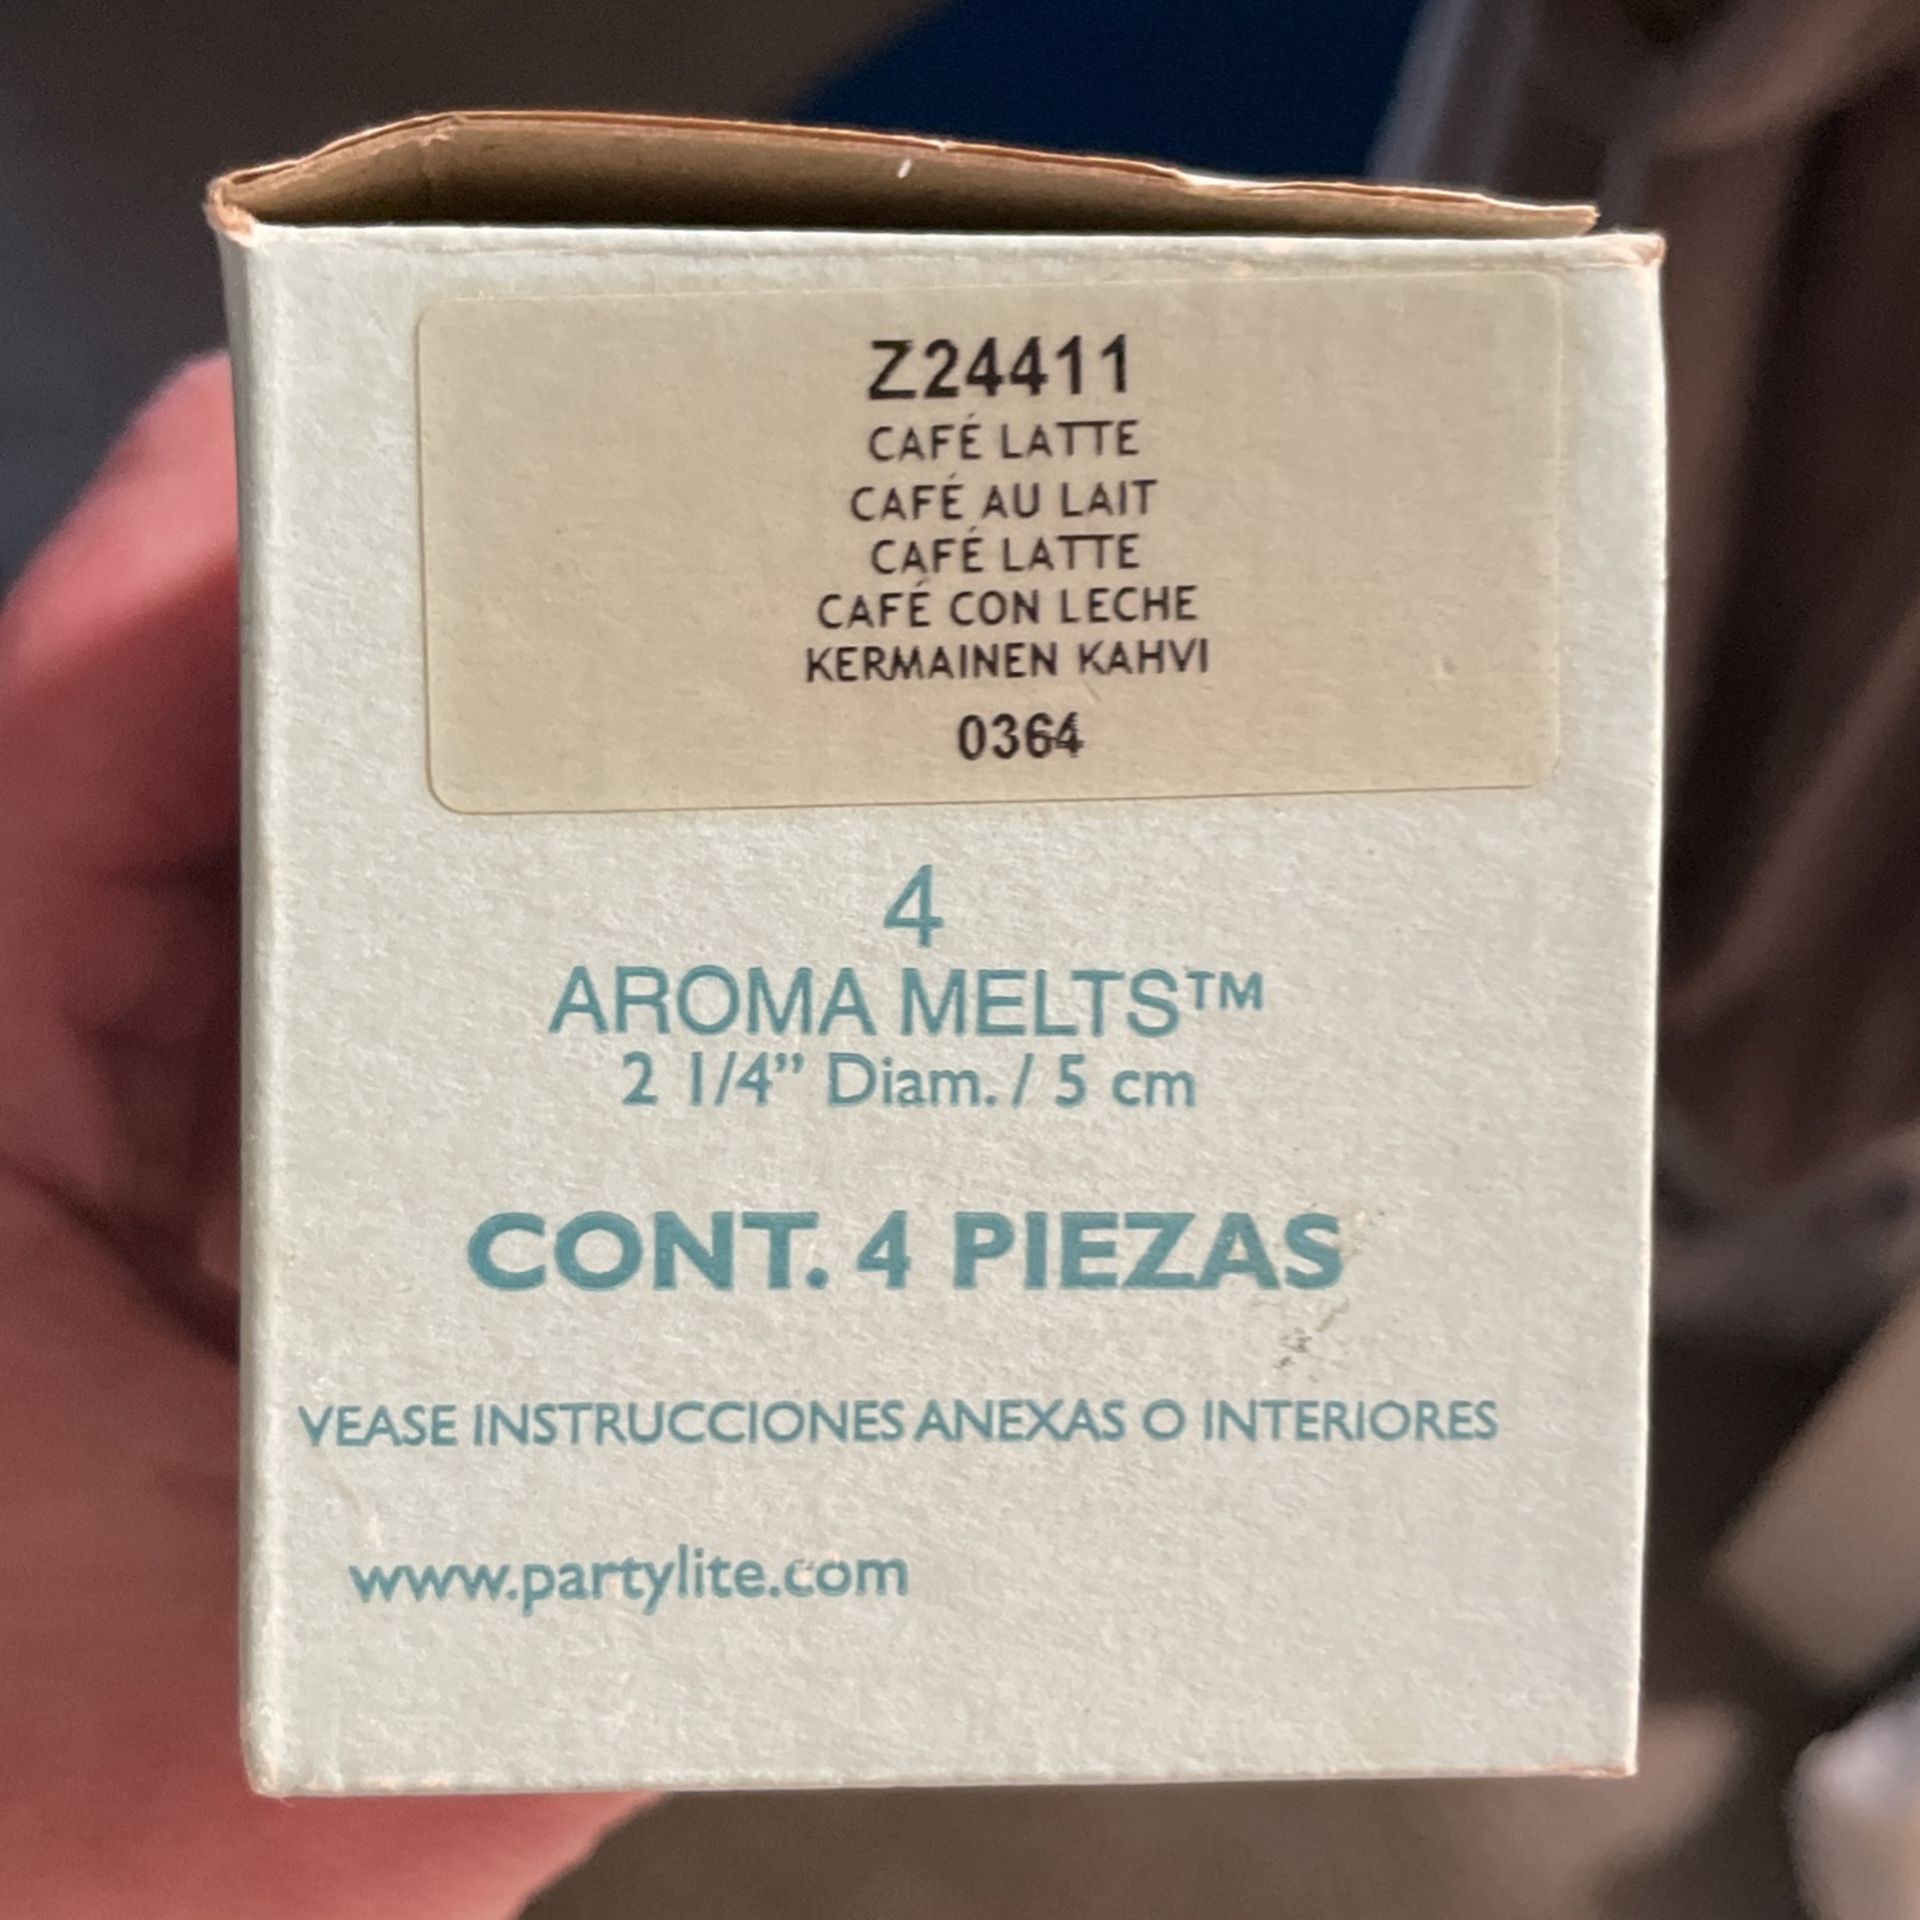 Z24411
CAFÉ LATTE
CAFÉ AU LAIT
CAFÉ LATTE
CAFÉ CON LECHE
KERMAINEN KAHVI
0364
4
AROMA MELTS™
2 1/4” Diam. / 5 cm
CONT. 4 PIEZAS
VEASE INSTRUCCIONES ANEXAS O INTERIORES
www.partylite.com